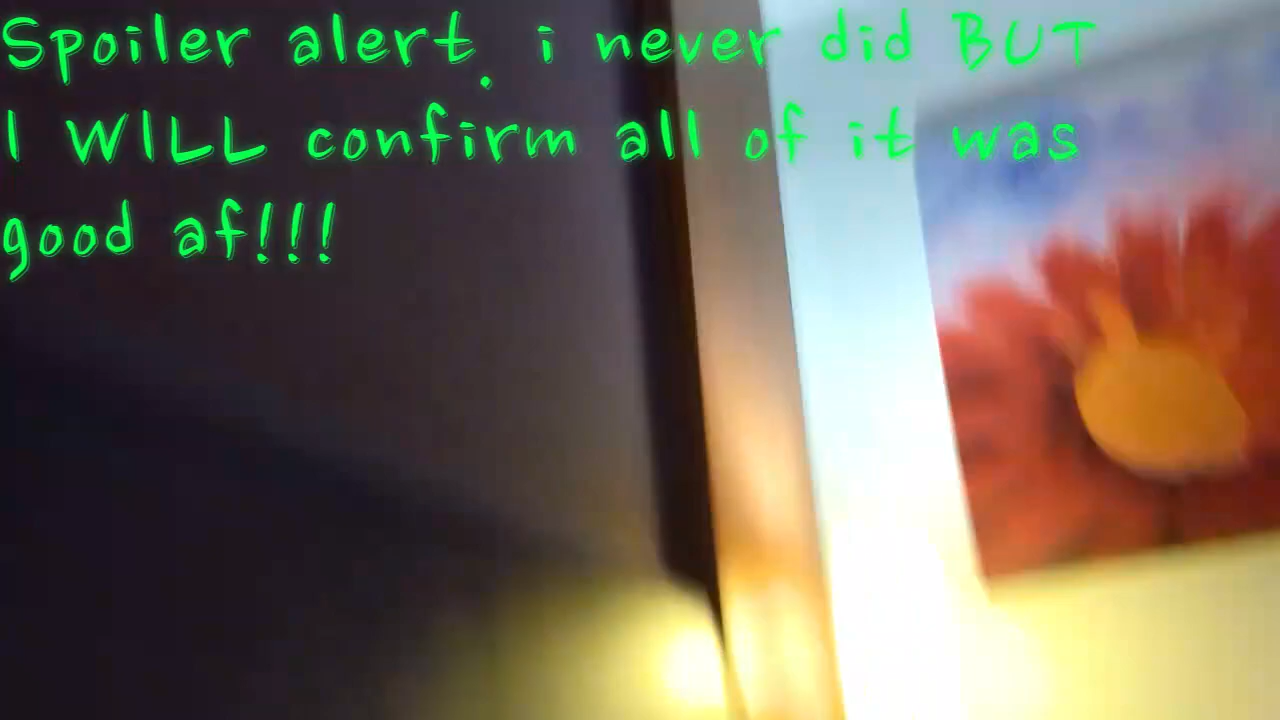 Spoiler alert. i never did BUT
I WILL confirm all of it was
good af!!!